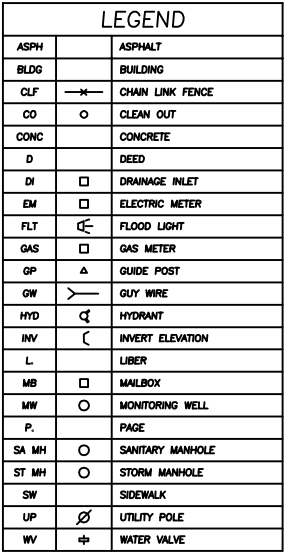 LEGEND
ASPH ASPHALT
BLDG BUILDING
CLF CHAIN LINK FENCE
CO CLEAN OUT
CONC CONCRETE
D DEED
DI DRAINAGE INLET
EM ELECTRIC METER
FLT FLOOD LIGHT
GAS GAS METER
GP GUIDE POST
GW GUY WIRE
HYD HYDRANT
INV INVERT ELEVATION
L. LIBER
MB MAILBOX
MW MONITORING WELL
P. PAGE
SA MH SANITARY MANHOLE
ST MH STORM MANHOLE
SW SIDEWALK
UP UTILITY POLE
WV WATER VALVE